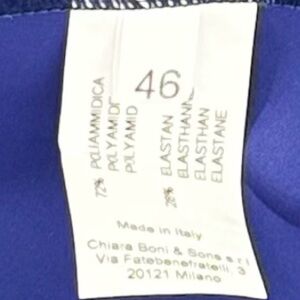 46
72% POLIAMMIDICA
POLYAMIDE
POLYAMID
28% ELASTAN
ELASTHANN
ELASTHAN
ELASTANE
Made in Italy
Chiara Boni & Sons s r l
Via Fatebenefratelli, 3
20121 Milano